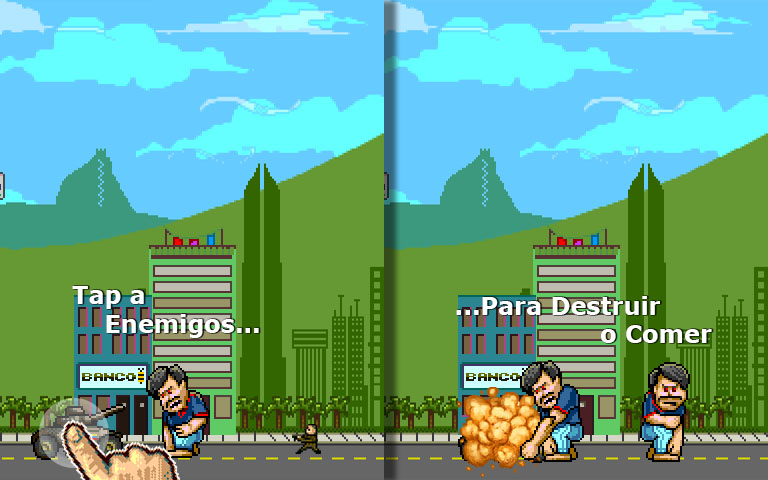 Tap a
Enemigos...
BANCO
...Para Destruir
o Comer
BANCO